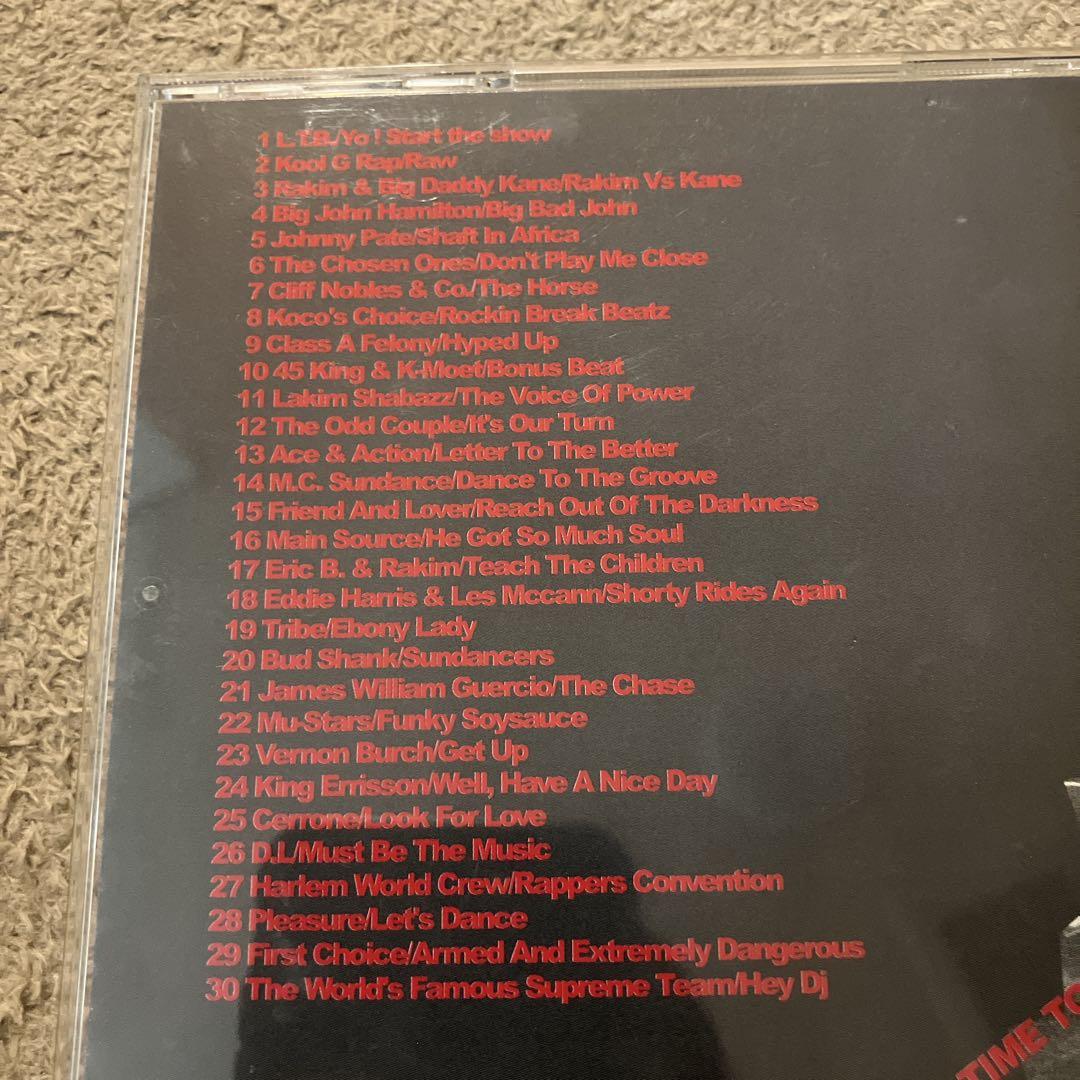 1 L.T.B./Yo ! Start the show
2 Kool G Rap/Raw
3 Rakim & Big Daddy Kane/Rakim Vs Kane
4 Big John Hamilton/Big Bad John
5 Johnny Pate/Shaft In Africa
6 The Chosen Ones/Don't Play Me Close
7 Cliff Nobles & Co./The Horse
8 Koco's Choice/Rockin Break Beatz
9 Class A Felony/Hyped Up
10 45 King & K-Moet/Bonus Beat
11 Lakim Shabazz/The Voice Of Power
12 The Odd Couple/It's Our Turn
13 Ace & Action/Letter To The Better
14 M.C. Sundance/Dance To The Groove
15 Friend And Lover/Reach Out Of The Darkness
16 Main Source/He Got So Much Soul
17 Eric B. & Rakim/Teach The Children
18 Eddie Harris & Les Mccann/Shorty Rides Again
19 Tribe/Ebony Lady
20 Bud Shank/Sundancers
21 James William Guercio/The Chase
22 Mu-Stars/Funky Soysauce
23 Vernon Burch/Get Up
24 King Errisson/Well, Have A Nice Day
25 Cerrone/Look For Love
26 D.L/Must Be The Music
27 Harlem World Crew/Rappers Convention
28 Pleasure/Let's Dance
29 First Choice/Armed And Extremely Dangerous
30 The World's Famous Supreme Team/Hey Dj
TIME TO